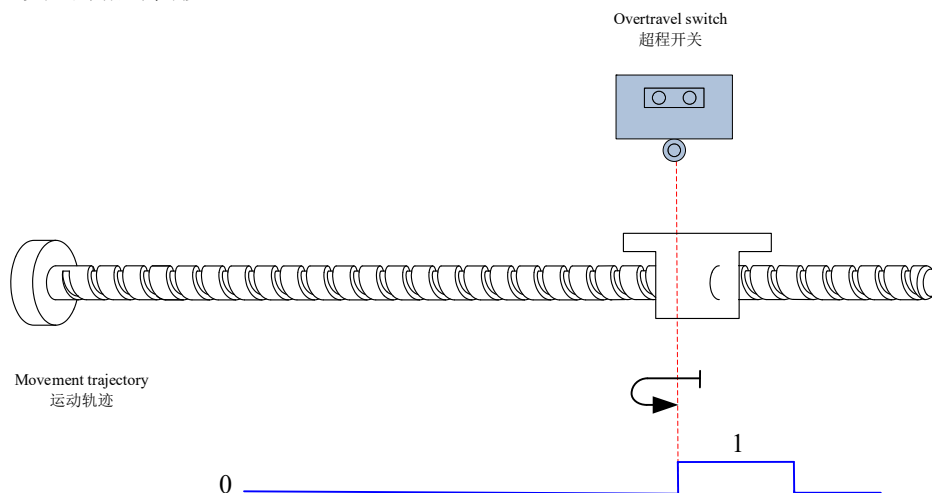 Overtravel switch
超程开关
Movement trajectory
运动轨迹
1
0